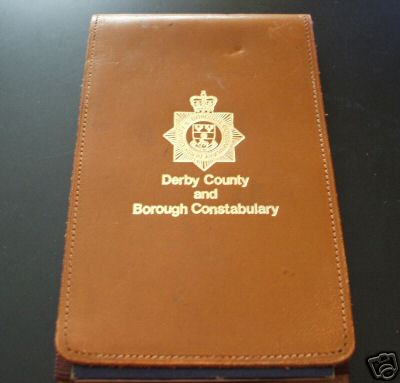 Derby County
and
Borough Constabulary